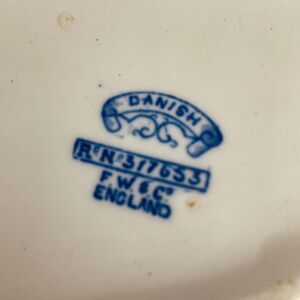 DANISH
Rᵈ Nº 317653
F. W. & Cº
ENGLAND